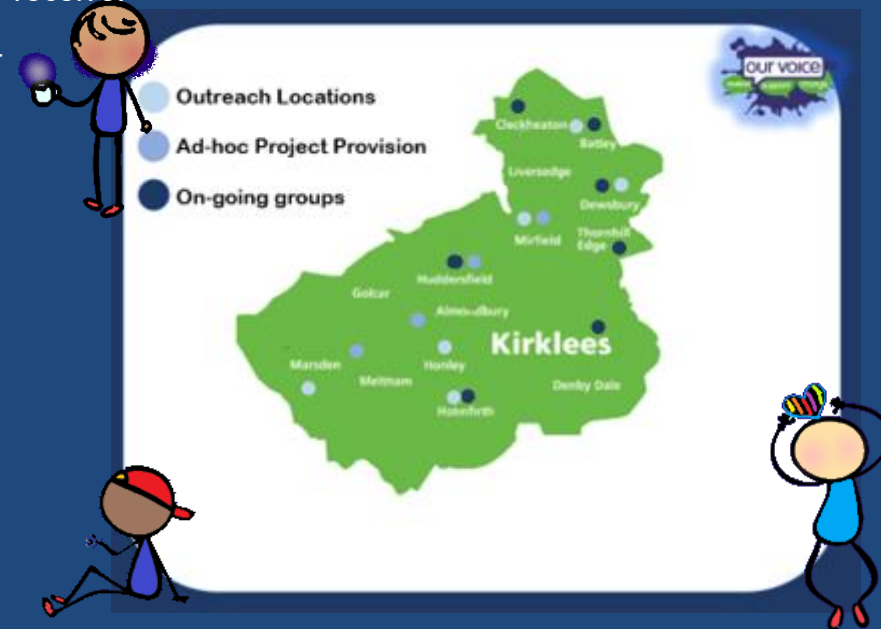 our voice
Outreach Locations
Ad-hoc Project Provision
On-going groups
Cleckheaton
Batley
Liversedge
Dewsbury
Mirfield
Thornhill
Edge
Huddersfield
Golcar
Almondbury
Kirklees
Marsden
Honley
Meltham
Denby Dale
Holmfirth